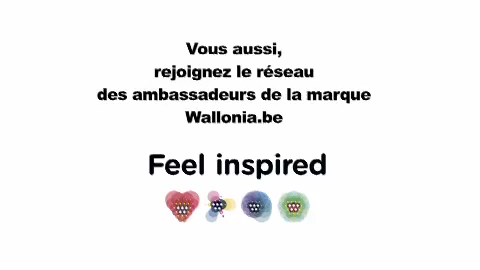 Vous aussi,
rejoignez le réseau
des ambassadeurs de la marque
Wallonia.be
Feel inspired